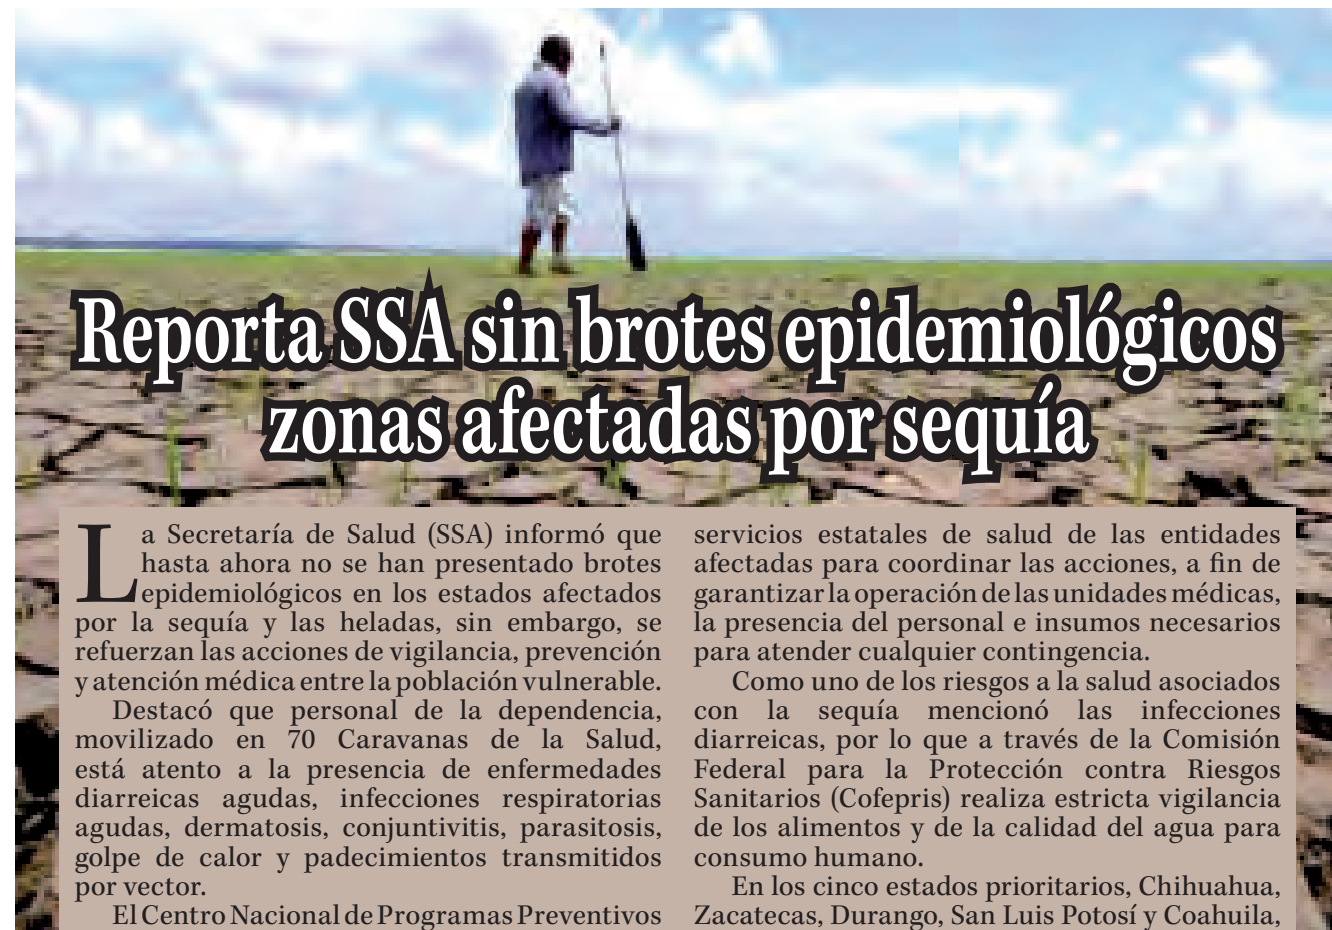 Reporta SSA sin brotes epidemiológicos
zonas afectadas por sequía
La Secretaría de Salud (SSA) informó que
hasta ahora no se han presentado brotes
epidemiológicos en los estados afectados
por la sequía y las heladas, sin embargo, se
refuerzan las acciones de vigilancia, prevención
y atención médica entre la población vulnerable.
Destacó que personal de la dependencia,
movilizado en 70 Caravanas de la Salud,
está atento a la presencia de enfermedades
diarreicas agudas, infecciones respiratorias
agudas, dermatosis, conjuntivitis, parasitosis,
golpe de calor y padecimientos transmitidos
por vector.
El Centro Nacional de Programas Preventivos
servicios estatales de salud de las entidades
afectadas para coordinar las acciones, a fin de
garantizar la operación de las unidades médicas,
la presencia del personal e insumos necesarios
para atender cualquier contingencia.
Como uno de los riesgos a la salud asociados
con la sequía mencionó las infecciones
diarreicas, por lo que a través de la Comisión
Federal para la Protección contra Riesgos
Sanitarios (Cofepris) realiza estricta vigilancia
de los alimentos y de la calidad del agua para
consumo humano.
En los cinco estados prioritarios, Chihuahua,
Zacatecas, Durango, San Luis Potosí y Coahuila,